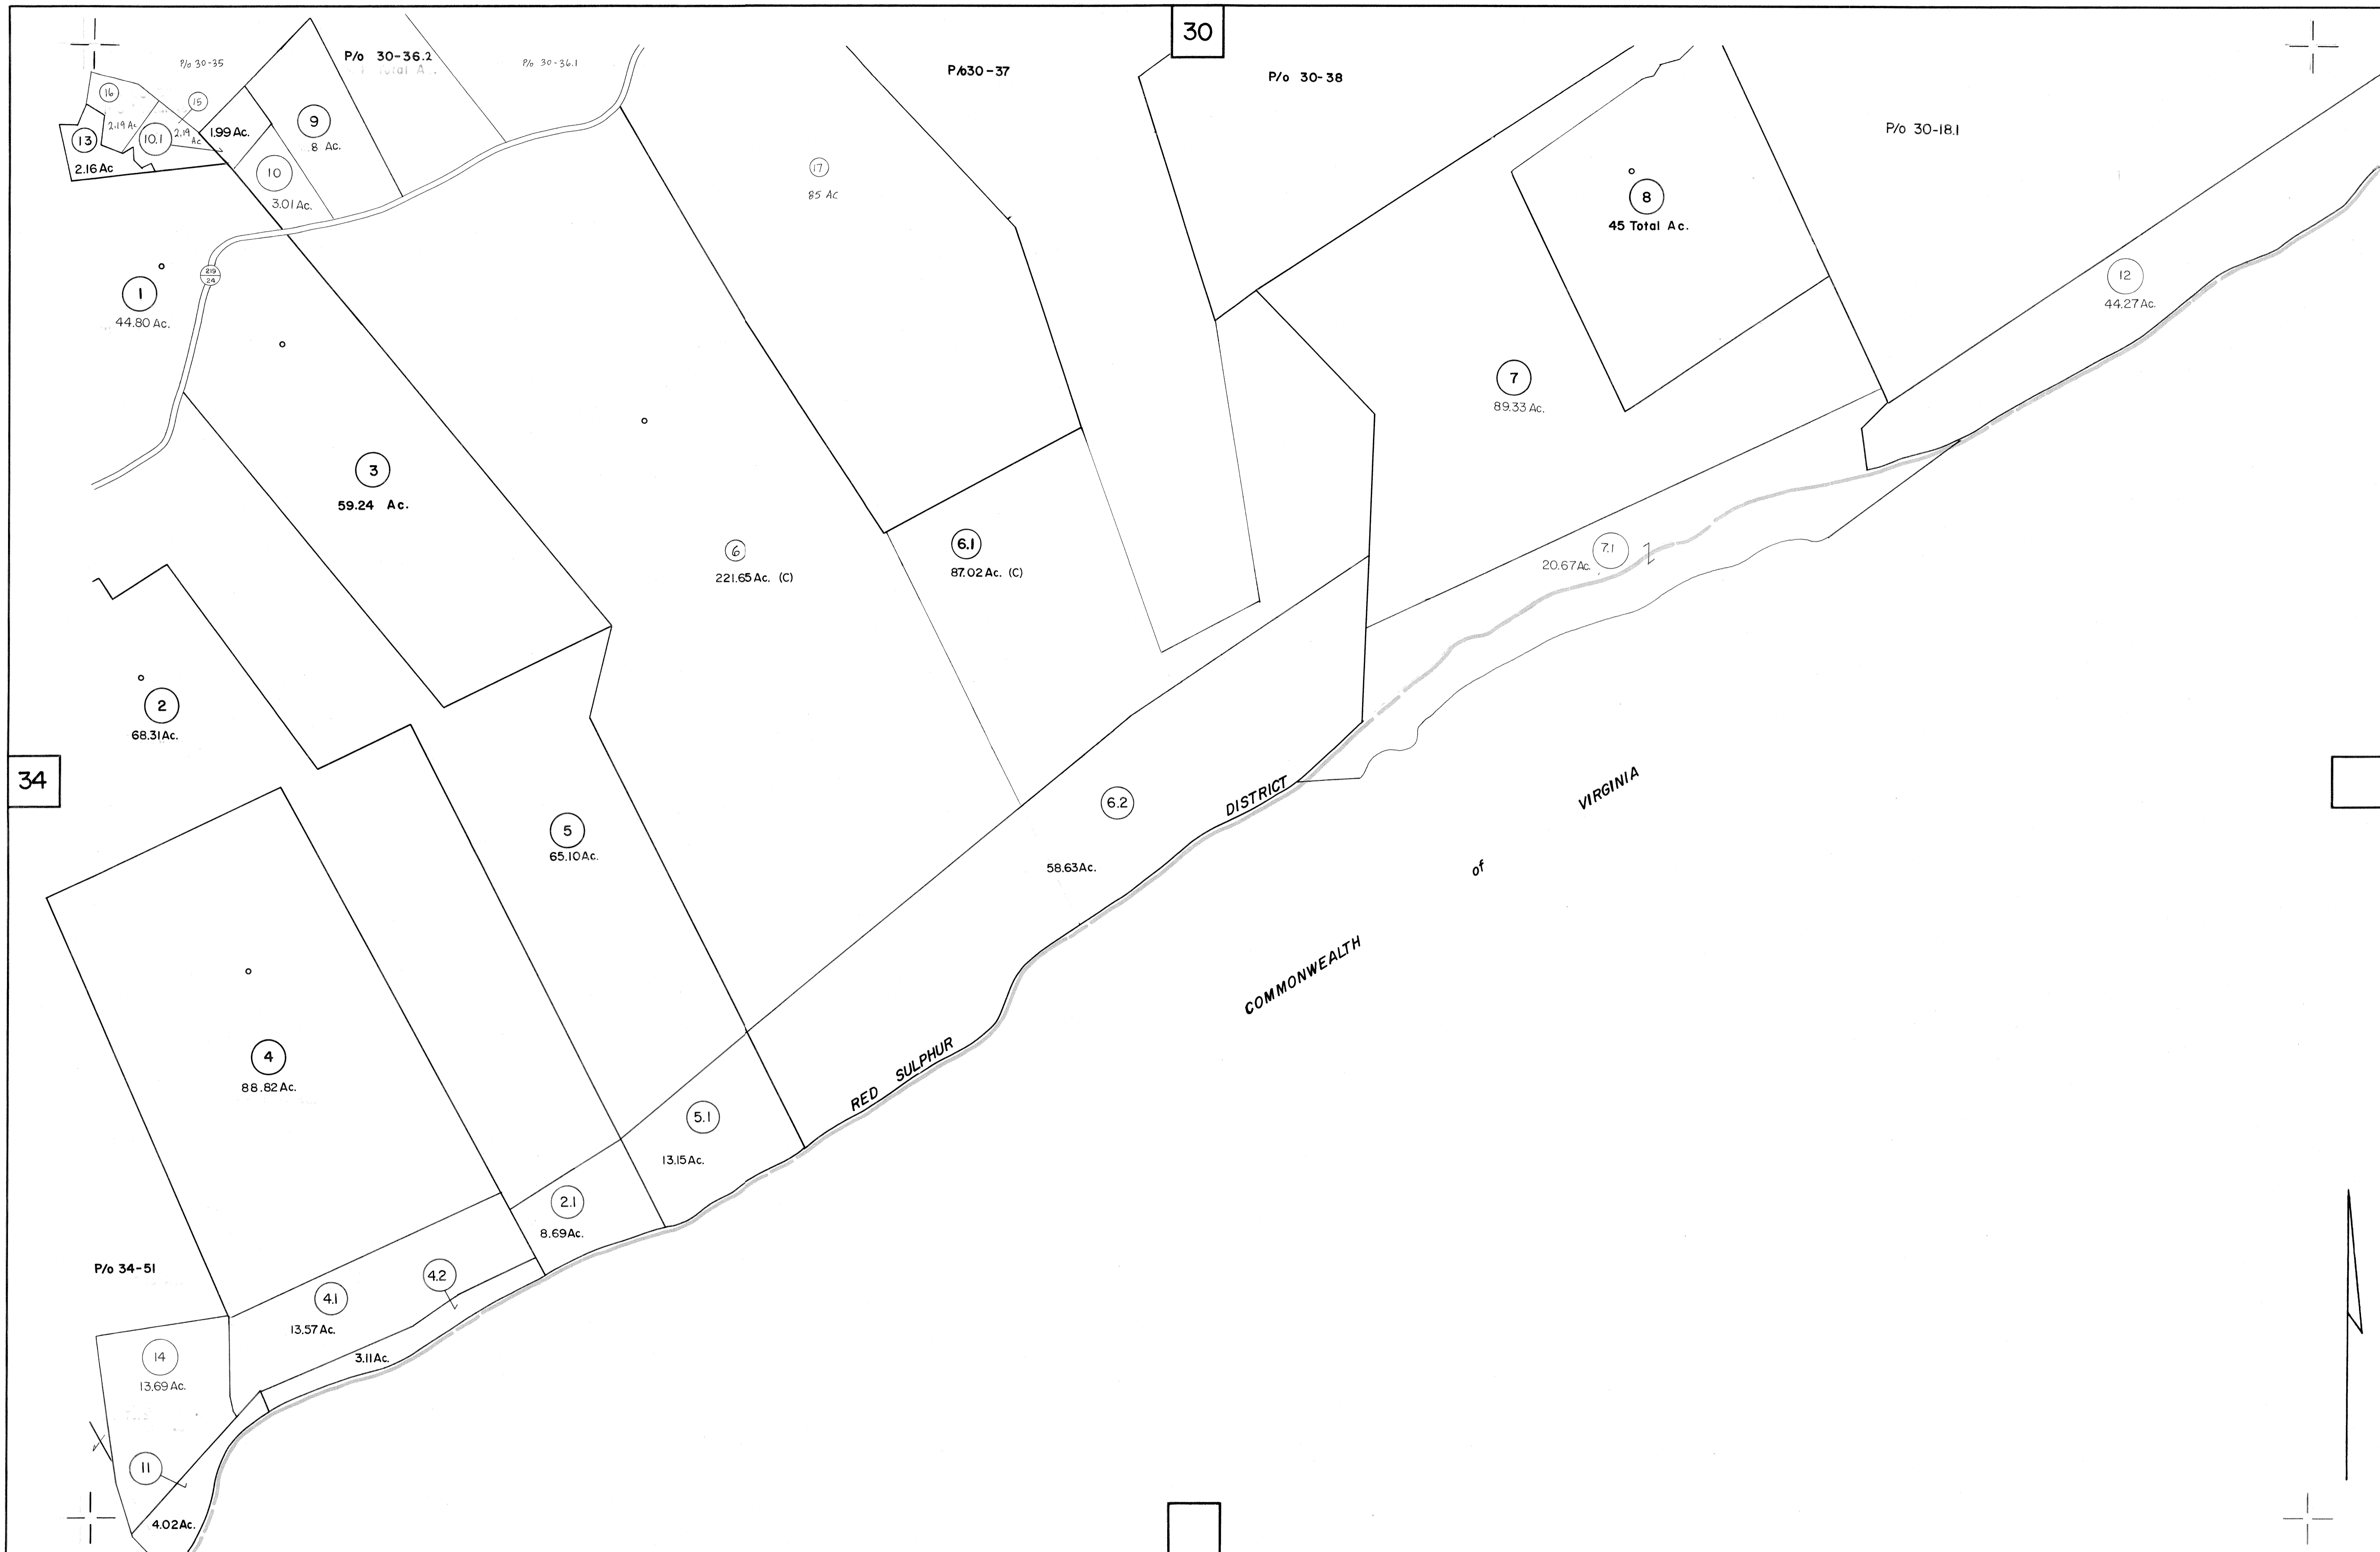 30
P/o 30-35
P/o 30-36.2
P/o 30-36.1
P/o 30-37
P/o 30-38
P/o 30-18.1
16
15
2.19 Ac
2.19
Ac
1.99 Ac.
13
10.1
2.16 Ac
9
8 Ac.
10
3.01 Ac.
17
85 AC
8
45 Total Ac.
12
44.27 Ac.
219
24
1
44.80 Ac.
7
89.33 Ac.
3
59.24 Ac.
6
221.65 Ac. (C)
6.1
87.02 Ac. (C)
7.1
20.67 Ac.
2
68.31 Ac.
34
5
65.10 Ac.
6.2
58.63 Ac.
RED SULPHUR DISTRICT
COMMONWEALTH of VIRGINIA
4
88.82 Ac.
5.1
13.15 Ac.
2.1
8.69 Ac.
P/o 34-51
4.2
4.1
13.57 Ac.
3.11 Ac.
14
13.69 Ac.
11
4.02 Ac.